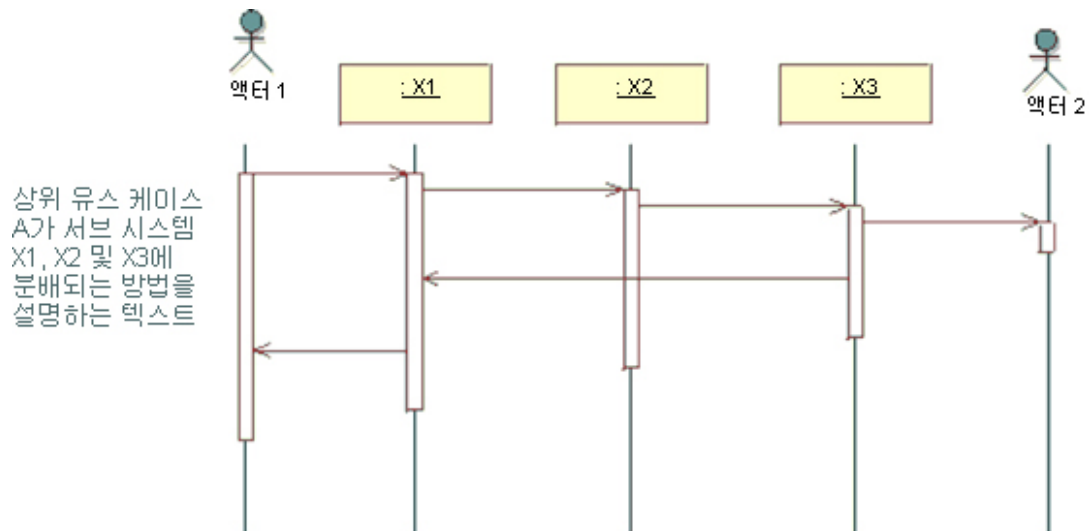 액터 1
: X1
: X2
: X3
액터 2
상위 유스 케이스
A가 서브 시스템
X1, X2 및 X3에
분배되는 방법을
설명하는 텍스트